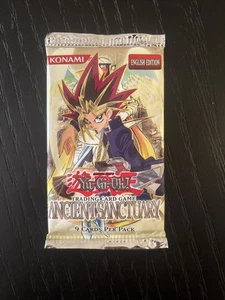 KONAMI
ENGLISH EDITION
Yu-Gi-Oh!
TRADING CARD GAME
ANCIENT SANCTUARY
9 CARDS PER PACK